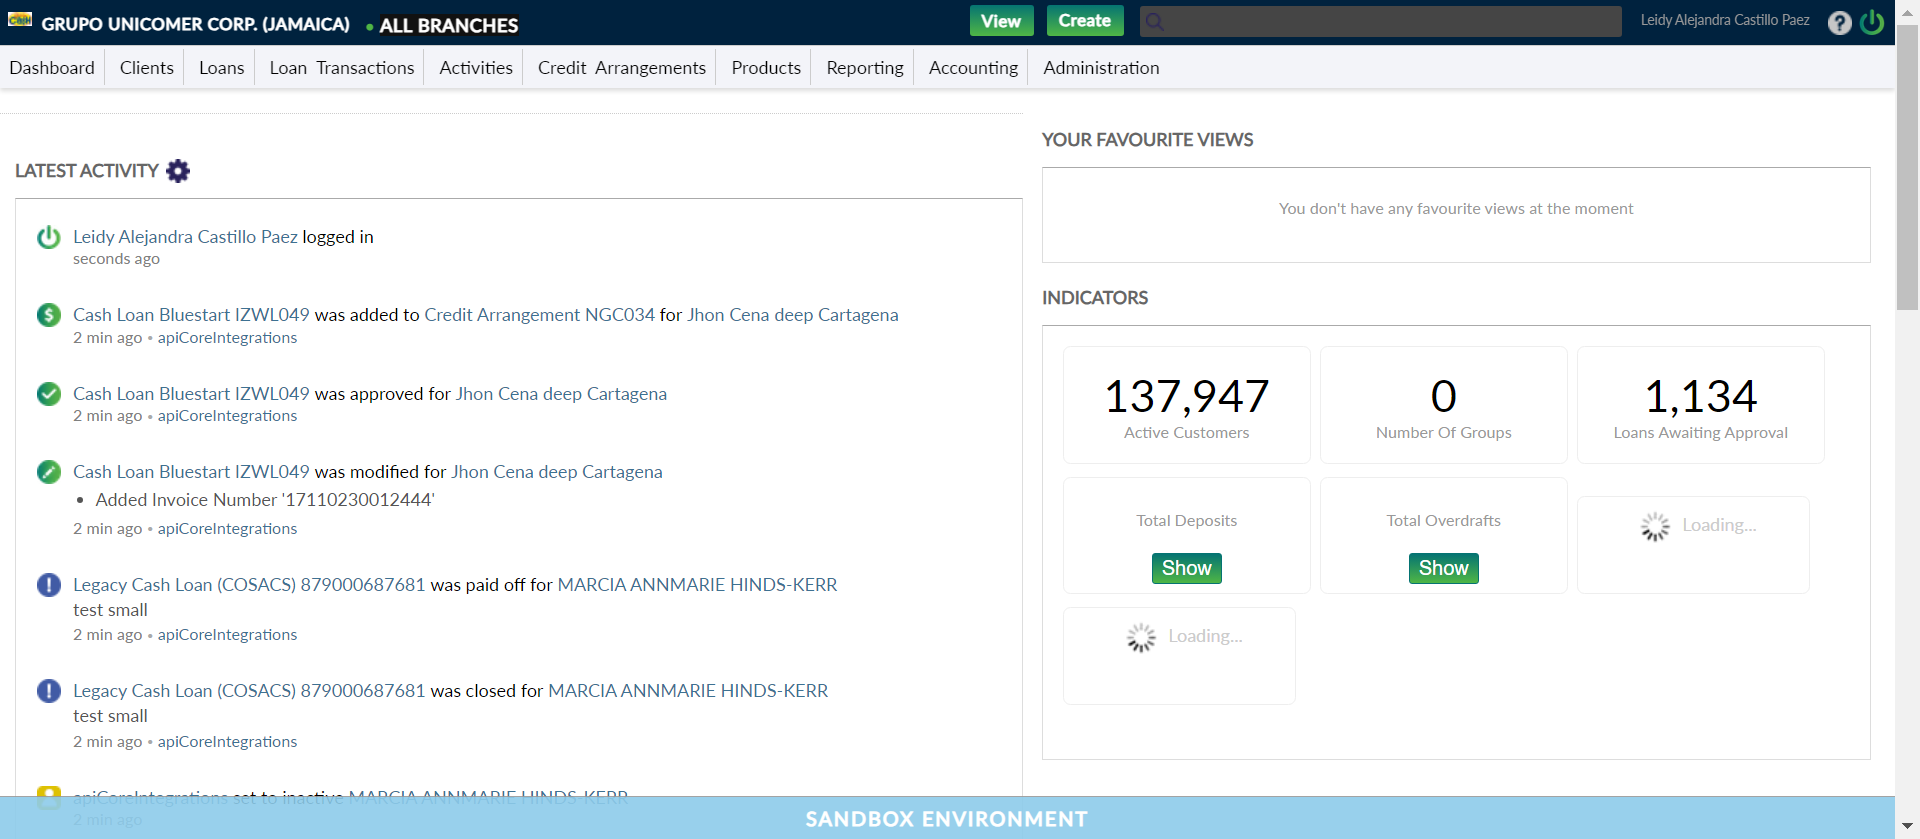 GRUPO UNICOMER CORP. (JAMAICA) • ALL BRANCHES
View
Create
Leidy Alejandra Castillo Paez
Dashboard
Clients
Loans
Loan Transactions
Activities
Credit Arrangements
Products
Reporting
Accounting
Administration
LATEST ACTIVITY
Leidy Alejandra Castillo Paez logged in
seconds ago
Cash Loan Bluestart IZWL049 was added to Credit Arrangement NGC034 for Jhon Cena deep Cartagena
2 min ago • apiCoreIntegrations
Cash Loan Bluestart IZWL049 was approved for Jhon Cena deep Cartagena
2 min ago • apiCoreIntegrations
Cash Loan Bluestart IZWL049 was modified for Jhon Cena deep Cartagena
• Added Invoice Number '17110230012444'
2 min ago • apiCoreIntegrations
Legacy Cash Loan (COSACS) 879000687681 was paid off for MARCIA ANNMARIE HINDS-KERR
test small
2 min ago • apiCoreIntegrations
Legacy Cash Loan (COSACS) 879000687681 was closed for MARCIA ANNMARIE HINDS-KERR
test small
2 min ago • apiCoreIntegrations
apiCoreIntegrations set to inactive MARCIA ANNMARIE HINDS-KERR
2 min ago
YOUR FAVOURITE VIEWS
You don't have any favourite views at the moment
INDICATORS
137,947
Active Customers
0
Number Of Groups
1,134
Loans Awaiting Approval
Total Deposits
Show
Total Overdrafts
Show
Loading...
Loading...
SANDBOX ENVIRONMENT